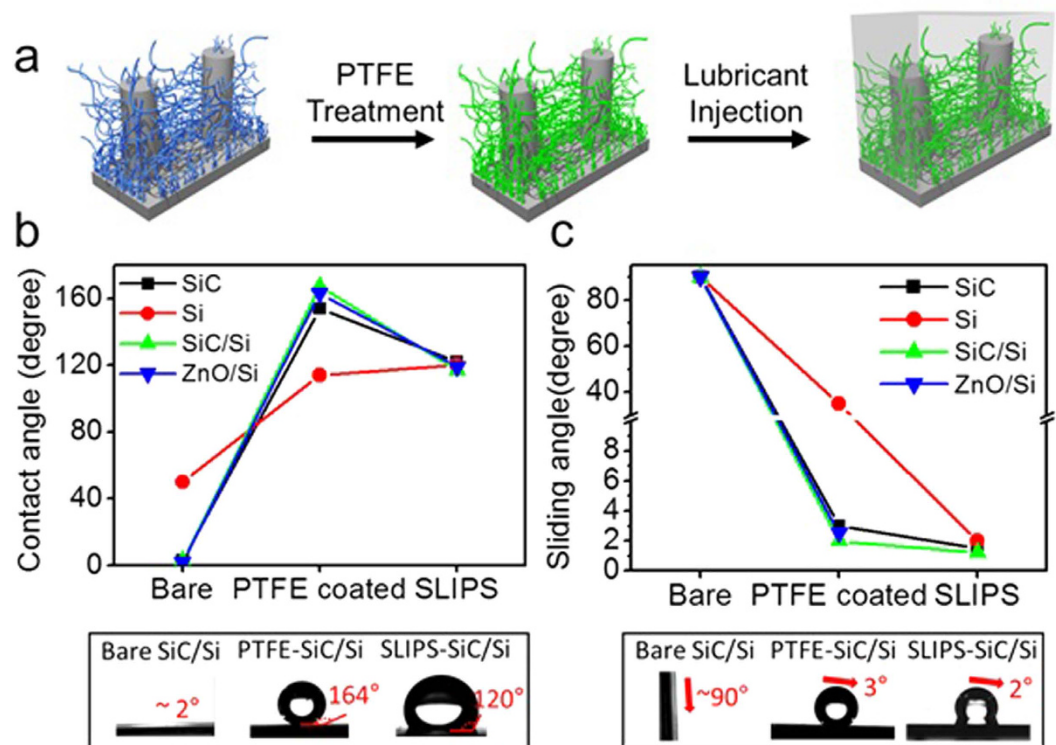 a
PTFE
Treatment
Lubricant
Injection
b
Contact angle (degree)
160
120
80
40
0
SiC
Si
SiC/Si
ZnO/Si
Bare PTFE coated SLIPS
Bare SiC/Si PTFE-SiC/Si SLIPS-SiC/Si
~ 2° 164° 120°
c
Sliding angle(degree)
80
60
40
8
6
4
2
0
SiC
Si
SiC/Si
ZnO/Si
Bare PTFE coated SLIPS
Bare SiC/Si PTFE-SiC/Si SLIPS-SiC/Si
~90° 3° 2°